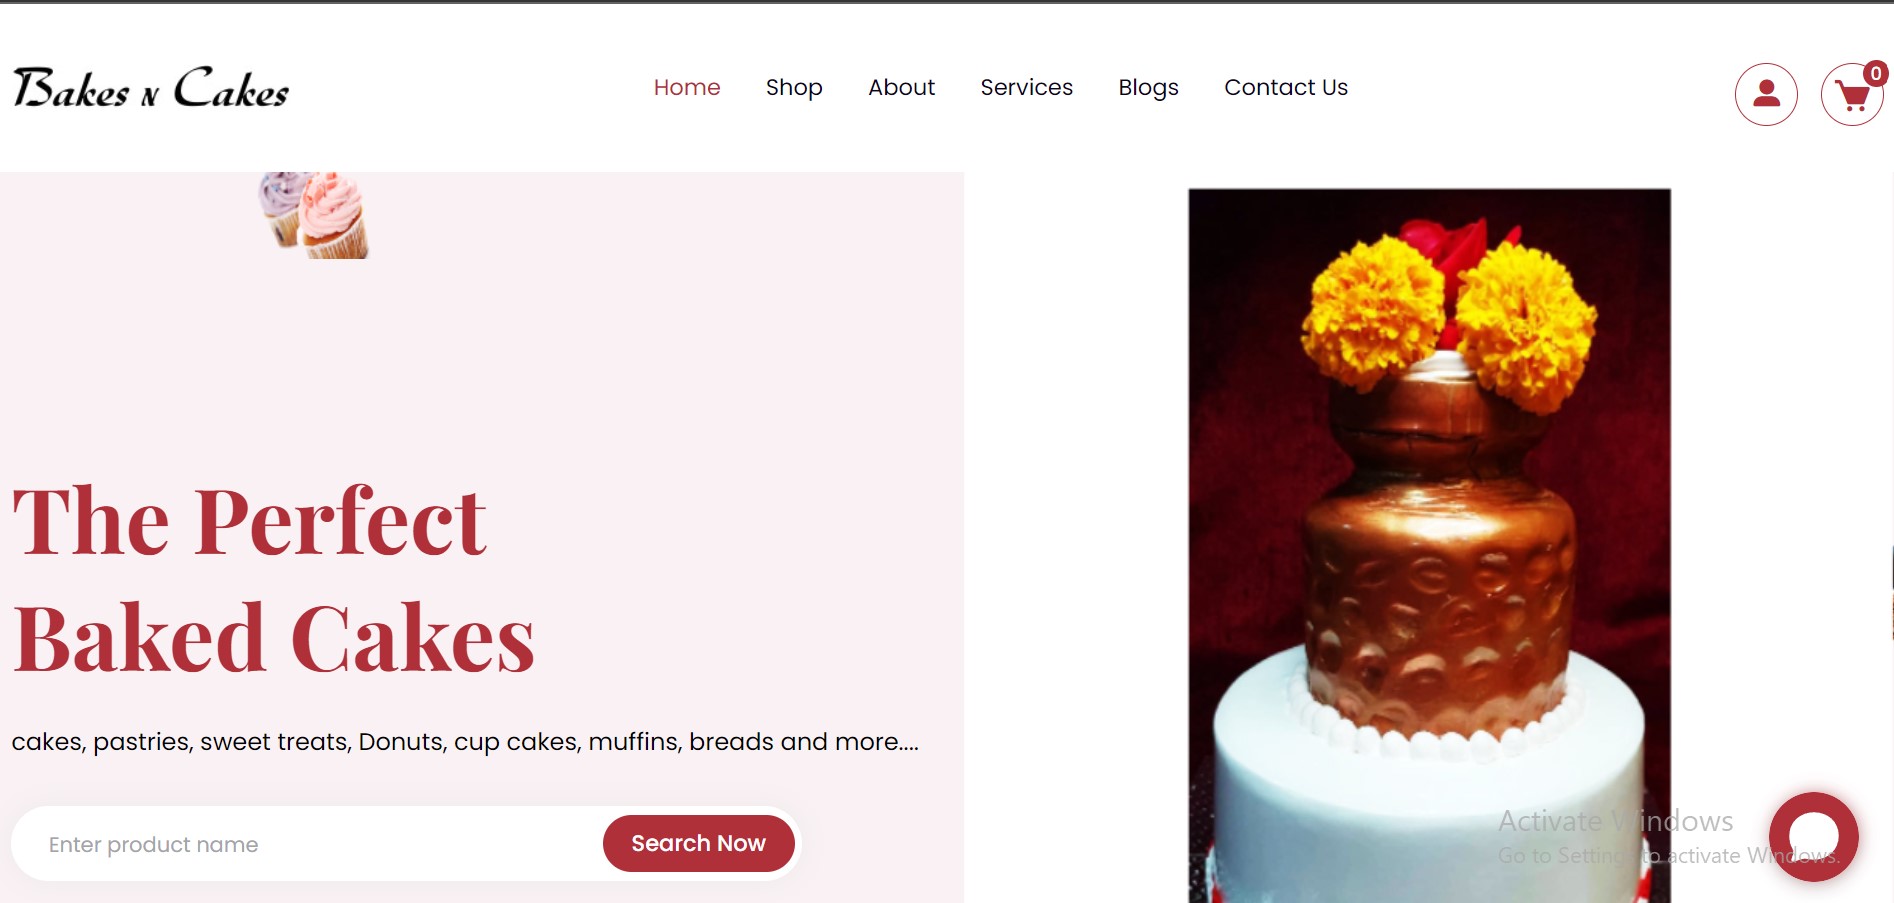 Bakes N Cakes
Home Shop About Services Blogs Contact Us
0
The Perfect
Baked Cakes
cakes, pastries, sweet treats, Donuts, cup cakes, muffins, breads and more....
Enter product name
Search Now
Activate Windows
Go to Settings to activate Windows.